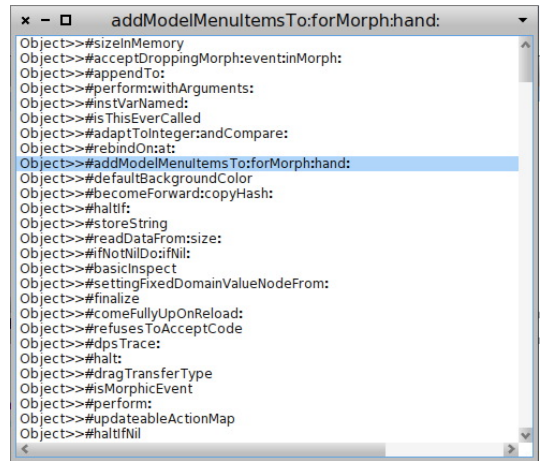 addModelMenuItemsTo:forMorph:hand:
Object>>#sizeInMemory
Object>>#acceptDroppingMorph:event:inMorph:
Object>>#appendTo:
Object>>#perform:withArguments:
Object>>#instVarNamed:
Object>>#isThisEverCalled
Object>>#adaptToInteger:andCompare:
Object>>#rebindOn:at:
Object>>#addModelMenuItemsTo:forMorph:hand:
Object>>#defaultBackgroundColor
Object>>#becomeForward:copyHash:
Object>>#haltIf:
Object>>#storeString
Object>>#readDataFrom:size:
Object>>#ifNotNilDo:ifNil:
Object>>#basicInspect
Object>>#settingFixedDomainValueNodeFrom:
Object>>#finalize
Object>>#comeFullyUpOnReload:
Object>>#refusesToAcceptCode
Object>>#dpsTrace:
Object>>#halt:
Object>>#dragTransferType
Object>>#isMorphicEvent
Object>>#perform:
Object>>#updateableActionMap
Object>>#haltIfNil